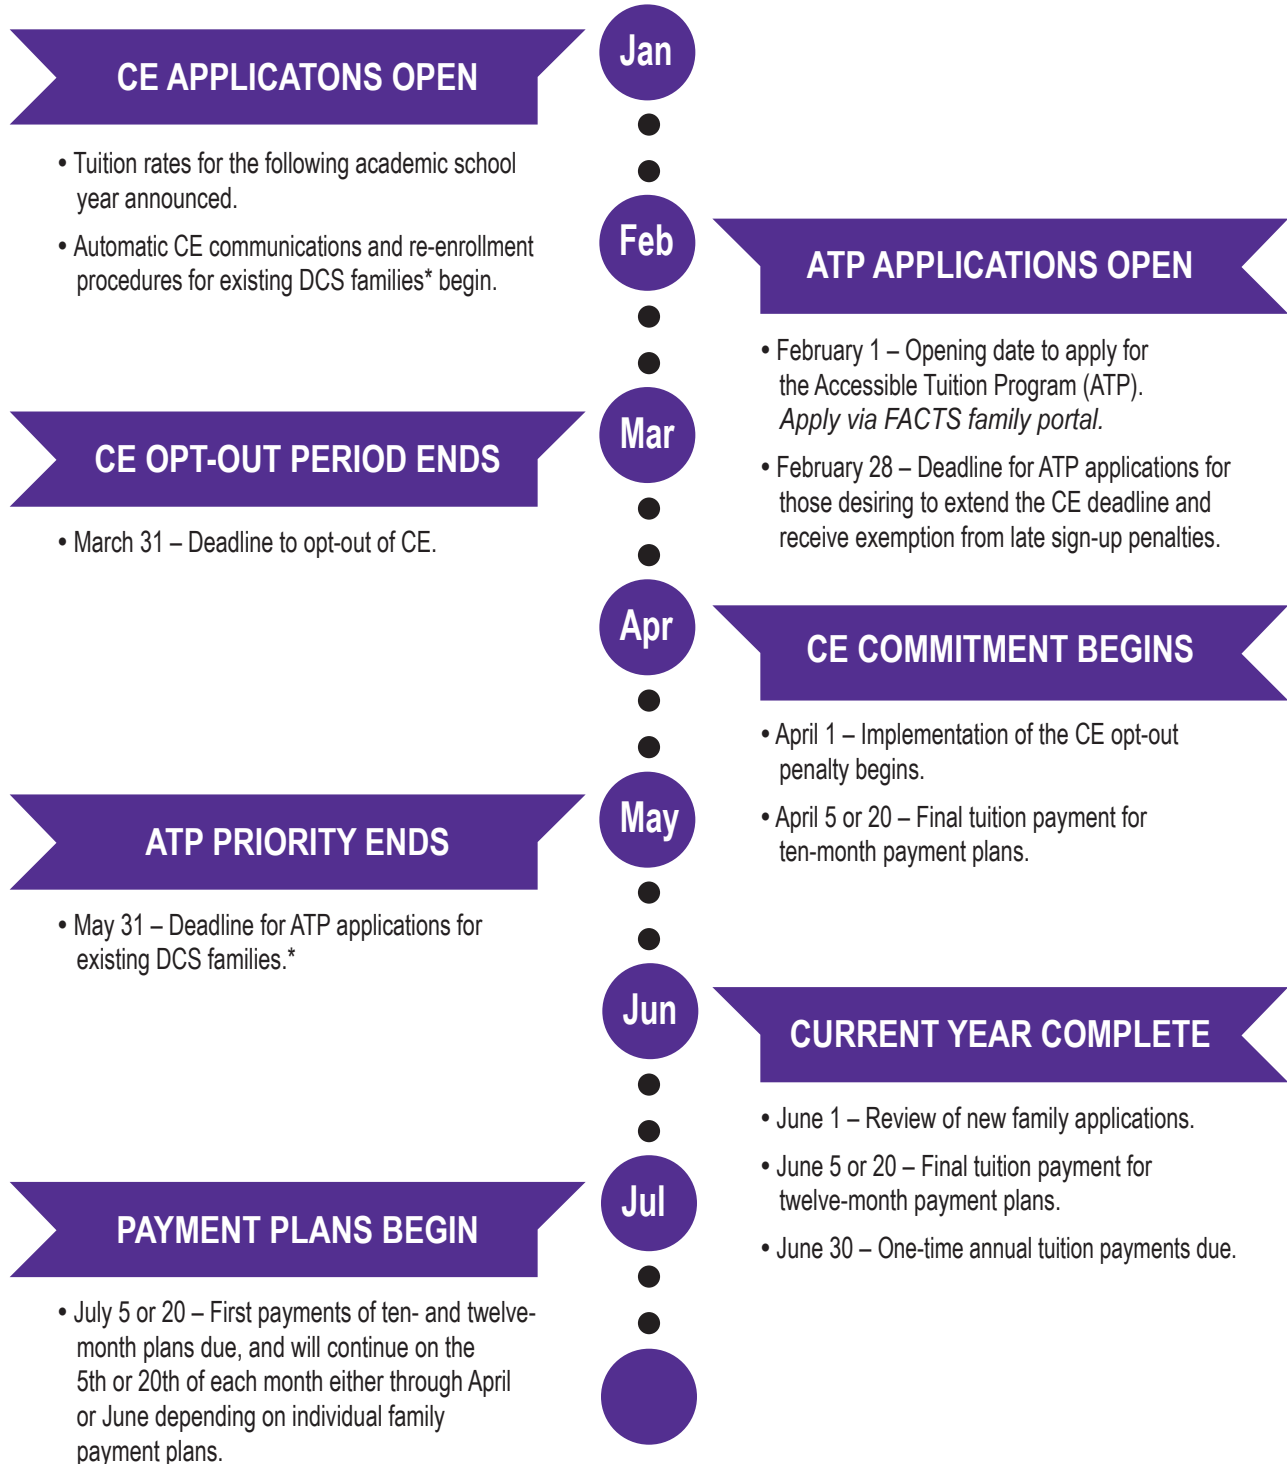 Jan
CE APPLICATONS OPEN
• Tuition rates for the following academic school
year announced.
• Automatic CE communications and re-enrollment
procedures for existing DCS families* begin.
Feb
ATP APPLICATIONS OPEN
• February 1 – Opening date to apply for
the Accessible Tuition Program (ATP).
Apply via FACTS family portal.
• February 28 – Deadline for ATP applications for
those desiring to extend the CE deadline and
receive exemption from late sign-up penalties.
Mar
CE OPT-OUT PERIOD ENDS
• March 31 – Deadline to opt-out of CE.
Apr
CE COMMITMENT BEGINS
• April 1 – Implementation of the CE opt-out
penalty begins.
• April 5 or 20 – Final tuition payment for
ten-month payment plans.
May
ATP PRIORITY ENDS
• May 31 – Deadline for ATP applications for
existing DCS families.*
Jun
CURRENT YEAR COMPLETE
• June 1 – Review of new family applications.
• June 5 or 20 – Final tuition payment for
twelve-month payment plans.
• June 30 – One-time annual tuition payments due.
Jul
PAYMENT PLANS BEGIN
• July 5 or 20 – First payments of ten- and twelve-
month plans due, and will continue on the
5th or 20th of each month either through April
or June depending on individual family
payment plans.